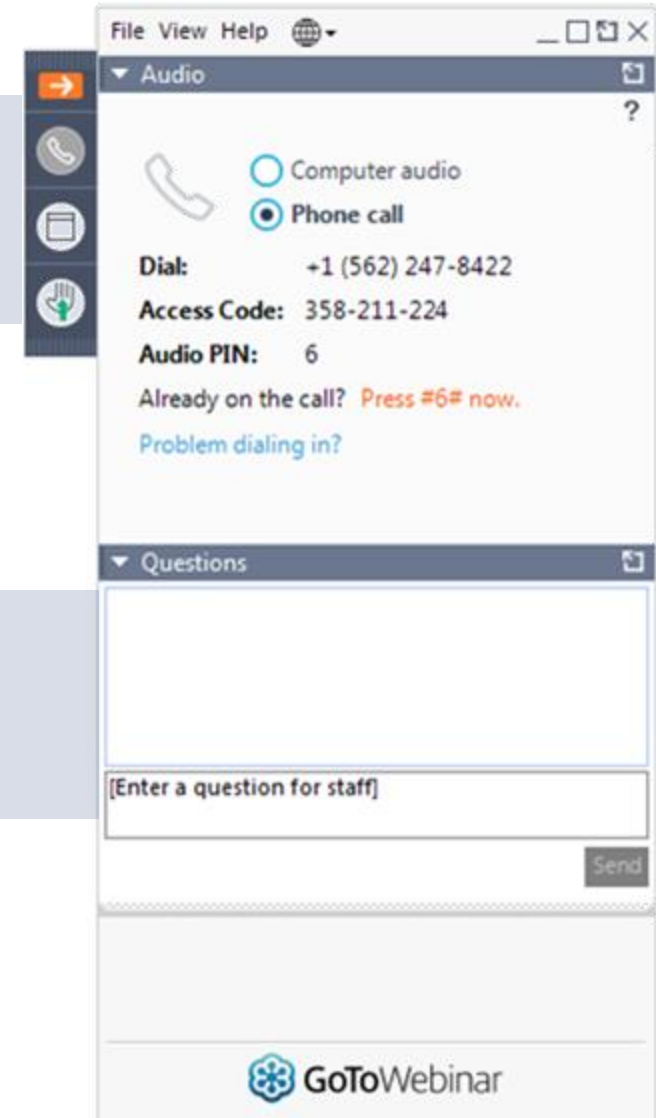 File View Help
Audio
?
Computer audio
Phone call
Dial: +1 (562) 247-8422
Access Code: 358-211-224
Audio PIN: 6
Already on the call? Press #6# now.
Problem dialing in?
Questions
[Enter a question for staff]
Send
GoToWebinar